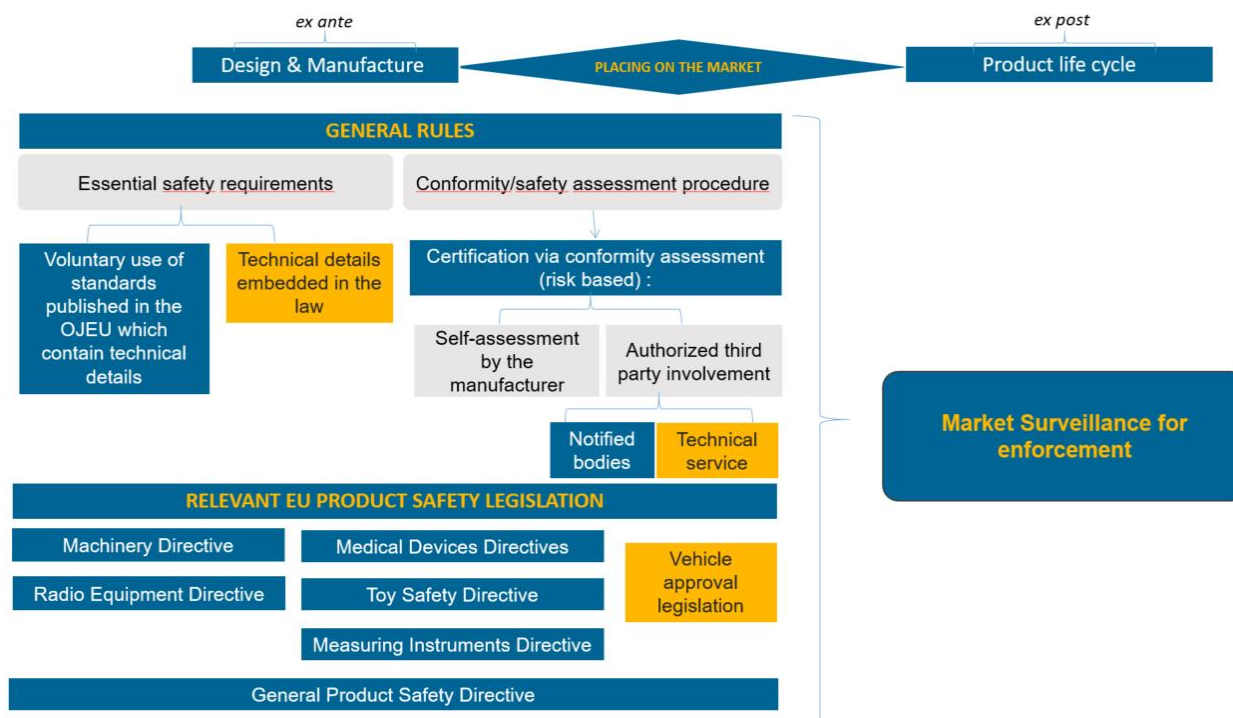 ex ante
ex post
Design & Manufacture
PLACING ON THE MARKET
Product life cycle
GENERAL RULES
Essential safety requirements
Conformity/safety assessment procedure
Voluntary use of
standards
published in the
OJEU which
contain technical
details
Technical details
embedded in the
law
Certification via conformity assessment
(risk based) :
Self-assessment
by the
manufacturer
Authorized third
party involvement
Notified
bodies
Technical
service
Market Surveillance for
enforcement
RELEVANT EU PRODUCT SAFETY LEGISLATION
Machinery Directive
Medical Devices Directives
Vehicle
approval
legislation
Radio Equipment Directive
Toy Safety Directive
Measuring Instruments Directive
General Product Safety Directive